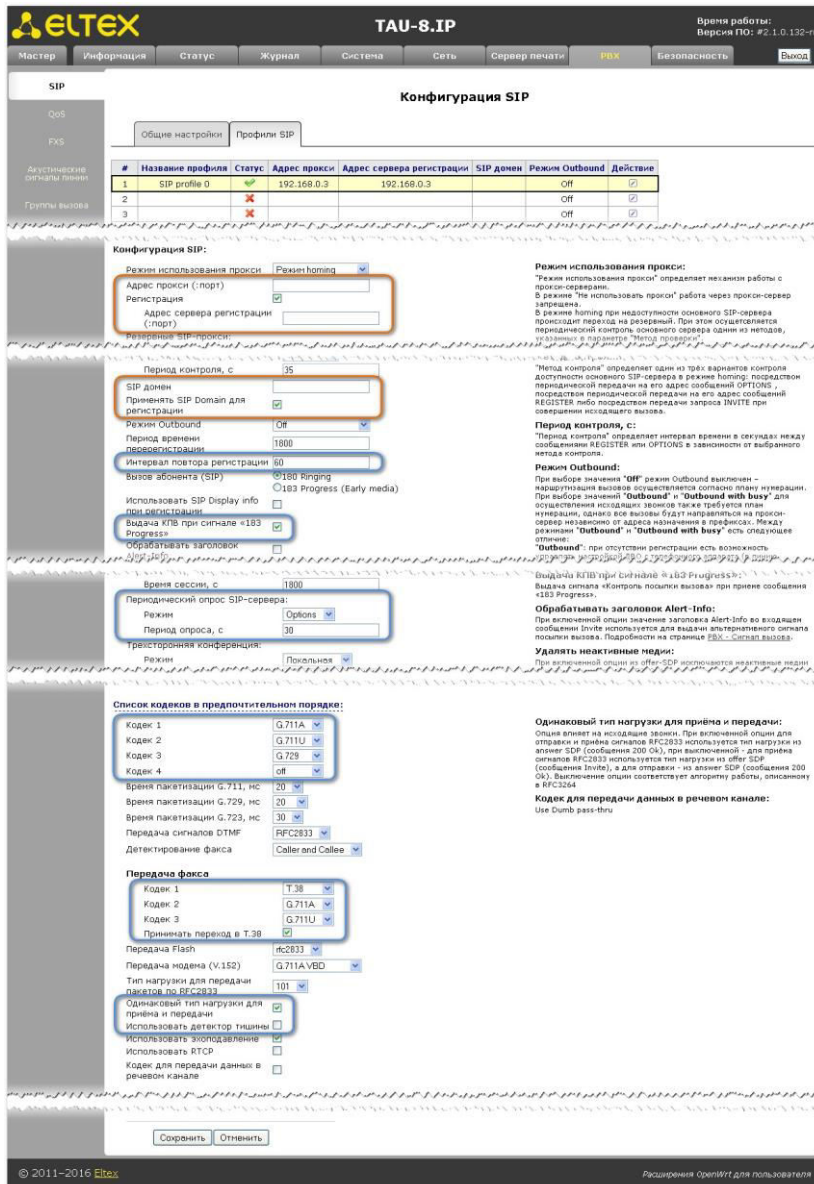 ELTEX
TAU-8.IP
Время работы:
Версия ПО: #2.1.0.132-r
Мастер Информация Статус Журнал Система Сеть Сервер печати PBX Безопасность Выход
SIP
QoS
FXS
Акустические сигналы линии
Группы вызова
Конфигурация SIP
Общие настройки Профили SIP
# Название профиля Статус Адрес прокси Адрес сервера регистрации SIP домен Режим Outbound Действие
1 SIP profile 0 192.168.0.3 192.168.0.3 Off
2 Off
3 Off
Конфигурация SIP:
Режим использования прокси Режим homing
Адрес прокси (:порт)
Регистрация
Адрес сервера регистрации
(:порт)
Резервные SIP-прокси:
Режим использования прокси:
"Режим использования прокси" определяет механизм работы с
прокси-серверами.
В режиме "Не использовать прокси" работа через прокси-сервер
запрещена.
В режиме homing при недоступности основного SIP-сервера
происходит переход на резервный. При этом осуществляется
периодический контроль основного сервера одним из методов,
указанных в параметре "Метод проверки".
Период контроля, с 35
SIP домен
Применять SIP Domain для
регистрации
Режим Outbound Off
Период времени
перерегистрации 1800
Интервал повтора регистрации 60
Вызов абонента (SIP) 180 Ringing
183 Progress (Early media)
Использовать SIP Display info
при регистрации
Выдача КПВ при сигнале «183
Progress»
Обрабатывать заголовок
Alert-Info
"Метод контроля" определяет один из трёх вариантов контроля
доступности основного SIP-сервера в режиме homing: посредством
периодической передачи на его адрес сообщений OPTIONS ,
посредством периодической передачи на его адрес сообщений
REGISTER либо посредством передачи запроса INVITE при
совершении исходящего вызова.
Период контроля, с:
"Период контроля" определяет интервал времени в секундах между
сообщениями REGISTER или OPTIONS в зависимости от выбранного
метода контроля.
Режим Outbound:
При выборе значения "Off" режим Outbound выключен –
маршрутизация вызовов осуществляется согласно плану нумерации.
При выборе значений "Outbound" и "Outbound with busy" для
осуществления исходящих звонков также требуется план
нумерации, однако все вызовы будут направляться на прокси-
сервер независимо от адреса назначения в префиксах. Между
режимами "Outbound" и "Outbound with busy" есть следующее
отличие:
"Outbound": при отсутствии регистрации есть возможность
Время сессии, с 1800
Периодический опрос SIP-сервера:
Режим Options
Период опроса, с 30
Трехсторонняя конференция:
Режим Локальная
Выдача КПВ при сигнале «183 Progress»:
Выдача сигнала «Контроль посылки вызова» при приеме сообщения
«183 Progress».
Обрабатывать заголовок Alert-Info:
При включенной опции значение заголовка Alert-Info во входящем
сообщении Invite используется для выдачи альтернативного сигнала
посылки вызова. Подробности на странице PBX - Сигнал вызова.
Удалять неактивные медии:
При включенной опции из offer-SDP исключаются неактивные медии
Список кодеков в предпочтительном порядке:
Кодек 1 G.711A
Кодек 2 G.711U
Кодек 3 G.729
Кодек 4 off
Время пакетизации G.711, мс 20
Время пакетизации G.729, мс 20
Время пакетизации G.723, мс 30
Передача сигналов DTMF RFC2833
Детектирование факса Caller and Callee
Передача факса
Кодек 1 T.38
Кодек 2 G.711A
Кодек 3 G.711U
Принимать переход в T.38
Передача Flash rfc2833
Передача модема (V.152) G.711A VBD
Тип нагрузки для передачи
пакетов по RFC2833 101
Одинаковый тип нагрузки для
приёма и передачи
Использовать детектор тишины
Использовать эхоподавление
Использовать RTCP
Кодек для передачи данных в
речевом канале
Одинаковый тип нагрузки для приёма и передачи:
Опция влияет на исходящие звонки. При включенной опции для
отправки и приёма сигналов RFC2833 используется тип нагрузки из
answer SDP (сообщения 200 Ok), при выключенной - для приёма
сигналов RFC2833 используется тип нагрузки из offer SDP
(сообщения Invite), а для отправки - из answer SDP (сообщения 200
Ok). Выключение опции соответствует алгоритму работы, описанному
в RFC3264
Кодек для передачи данных в речевом канале:
Use Dumb pass-thru
Сохранить Отменить
© 2011–2016 Eltex
Расширения OpenWrt для пользователя